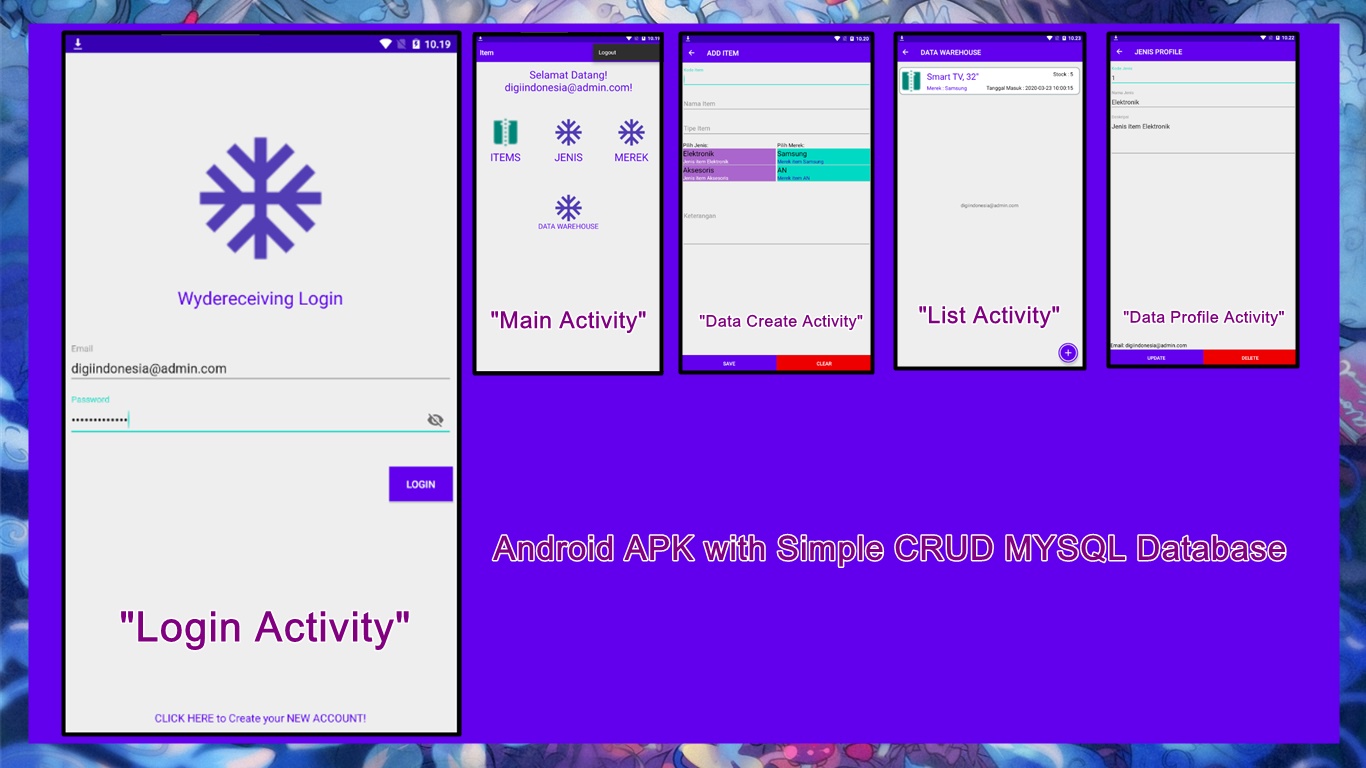 10.19
Wydereceiving Login
Email
digiindonesia@admin.com
Password
•••••••••••••
LOGIN
"Login Activity"
CLICK HERE to Create your NEW ACCOUNT!
10.19
Item
Logout
Selamat Datang!
digiindonesia@admin.com!
ITEMS
JENIS
MEREK
DATA WAREHOUSE
"Main Activity"
10.20
ADD ITEM
Kode Item
Nama Item
Tipe Item
Pilih Jenis:
Pilih Merek:
Elektronik
Jenis Item Elektronik
Samsung
Merek Item Samsung
Aksesoris
Jenis Item Aksesoris
AN
Merek Item AN
Keterangan
"Data Create Activity"
SAVE
CLEAR
10.23
DATA WAREHOUSE
Smart TV, 32"
Stock : 5
Merek : Samsung
Tanggal Masuk : 2020-03-23 10:00:15
digiindonesia@admin.com
"List Activity"
10.22
JENIS PROFILE
Kode Jenis
1
Nama Jenis
Elektronik
Jenis Item Elektronik
"Data Profile Activity"
Email: digiindonesia@admin.com
UPDATE
DELETE
Android APK with Simple CRUD MYSQL Database